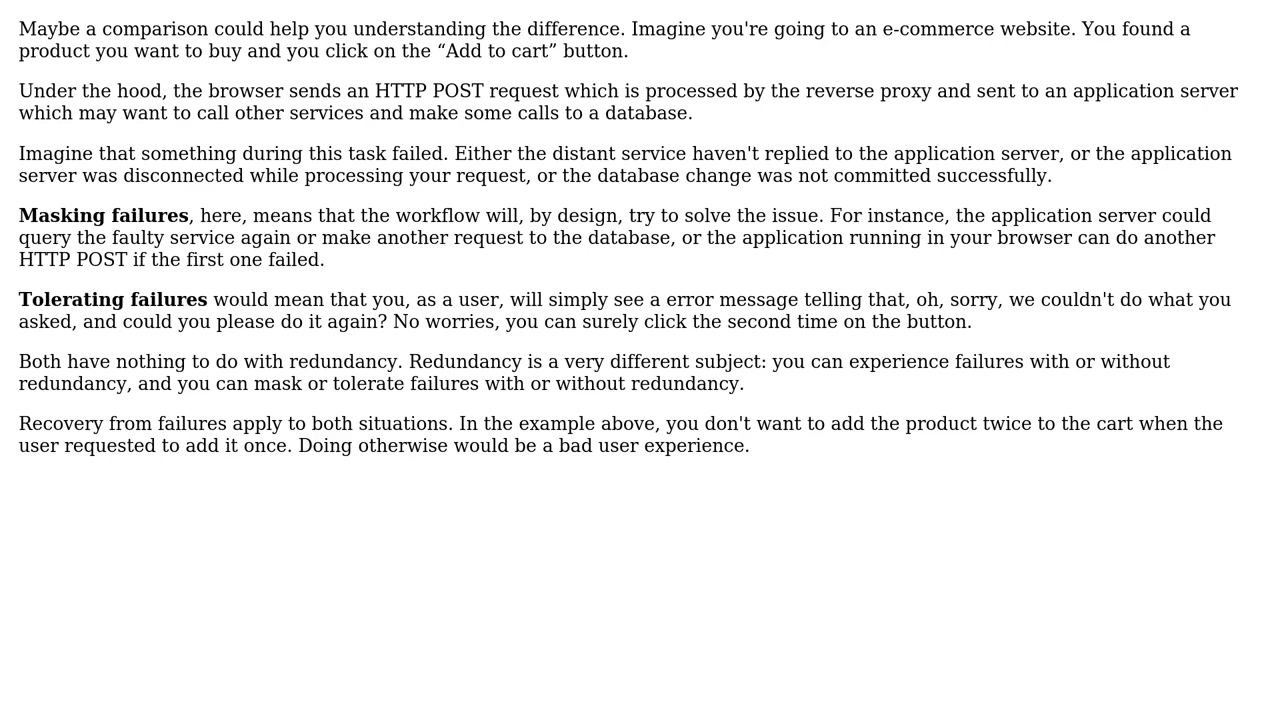 Maybe a comparison could help you understanding the difference. Imagine you're going to an e-commerce website. You found a
product you want to buy and you click on the “Add to cart” button.
Under the hood, the browser sends an HTTP POST request which is processed by the reverse proxy and sent to an application server
which may want to call other services and make some calls to a database.
Imagine that something during this task failed. Either the distant service haven't replied to the application server, or the application
server was disconnected while processing your request, or the database change was not committed successfully.
Masking failures, here, means that the workflow will, by design, try to solve the issue. For instance, the application server could
query the faulty service again or make another request to the database, or the application running in your browser can do another
HTTP POST if the first one failed.
Tolerating failures would mean that you, as a user, will simply see a error message telling that, oh, sorry, we couldn't do what you
asked, and could you please do it again? No worries, you can surely click the second time on the button.
Both have nothing to do with redundancy. Redundancy is a very different subject: you can experience failures with or without
redundancy, and you can mask or tolerate failures with or without redundancy.
Recovery from failures apply to both situations. In the example above, you don't want to add the product twice to the cart when the
user requested to add it once. Doing otherwise would be a bad user experience.